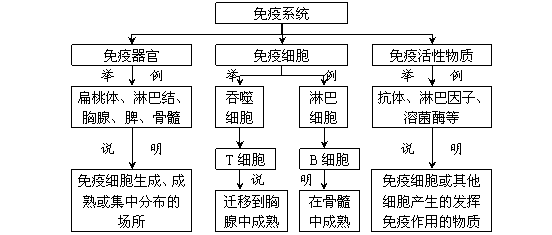 免疫系统
免疫器官 免疫细胞 免疫活性物质
举 例 举 例 举 例
扁桃体、淋巴结、
胸腺、脾、骨髓
吞噬
细胞
淋巴
细胞
抗体、淋巴因子、
溶菌酶等
说 明 T 细胞 B 细胞 说 明
说 明
免疫细胞生成、成
熟或集中分布的
场所
迁移到胸
腺中成熟
在骨髓
中成熟
免疫细胞或其他
细胞产生的发挥
免疫作用的物质